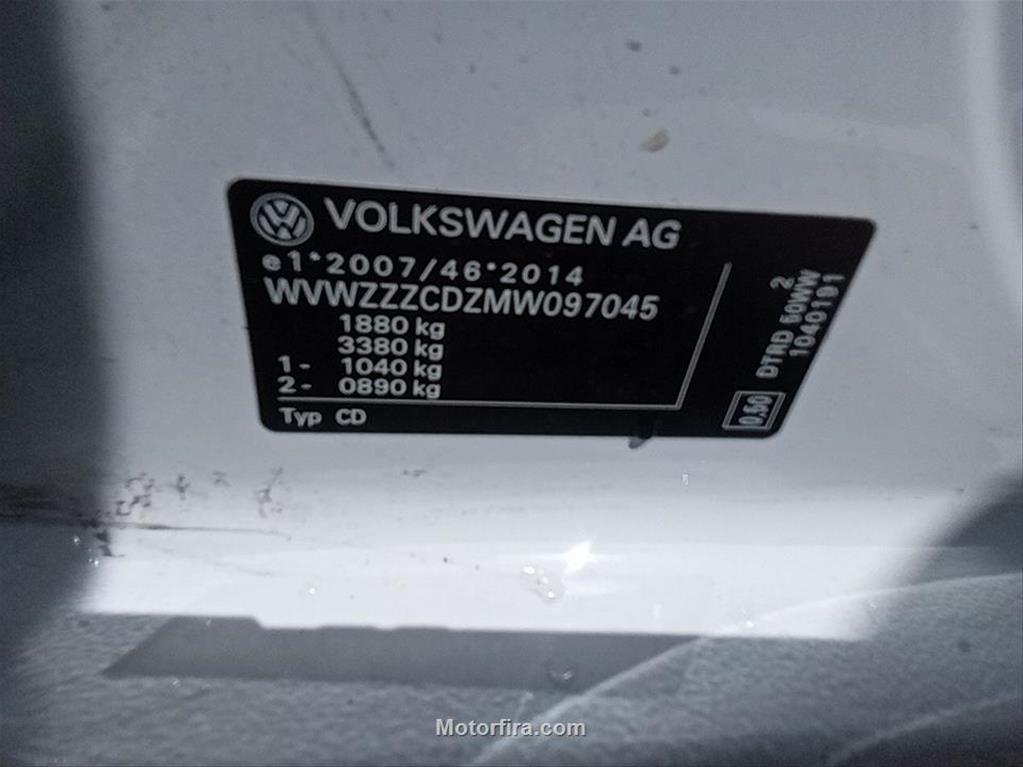 VOLKSWAGEN AG
e1*2007/46*2014
WVWZZZCDZMW097045
1880 kg
3380 kg
1- 1040 kg
2- 0890 kg
Typ CD
2
DTRD 50WW
1040191
0.50
Motorfira.com